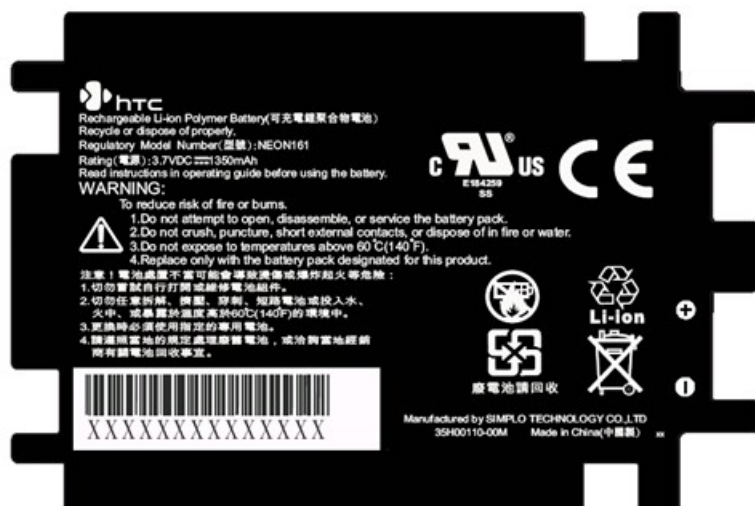 hTC
Rechargeable Li-ion Polymer Battery(可充電鋰聚合物電池)
Recycle or dispose of properly.
Regulatory Model Number(型號):NEON161
Rating(電源):3.7VDC⎓1350mAh
Read instructions in operating guide before using the battery.
WARNING:
To reduce risk of fire or burns.
1.Do not attempt to open, disassemble, or service the battery pack.
2.Do not crush, puncture, short external contacts, or dispose of in fire or water.
3.Do not expose to temperatures above 60℃(140℉).
4.Replace only with the battery pack designated for this product.
C RU ® US
E184259
SS
CE
注意！電池處置不當可能會導致燙傷或爆炸起火等危險：
1.切勿嘗試自行打開或維修電池組件。
2.切勿任意拆解、擠壓、穿刺、短路電池或投入水、
火中、或暴露於溫度高於60℃(140℉)的環境中。
3.更換時必須使用指定的專用電池。
4.請遵照當地的規定處理廢舊電池，或洽詢當地經銷
商有關電池回收事宜。
Li-ion
廢電池請回收
XXXXXXXXXXXXXX
Manufactured by SIMPLO TECHNOLOGY CO.,LTD
35H00110-00M Made in China(中國製) xx